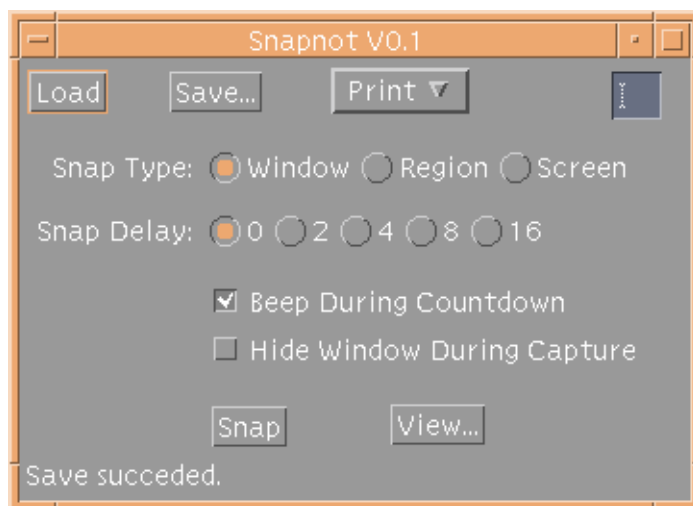 Snapnot V0.1
Load Save... Print
Snap Type: Window Region Screen
Snap Delay: 0 2 4 8 16
Beep During Countdown
Hide Window During Capture
Snap View...
Save succeded.